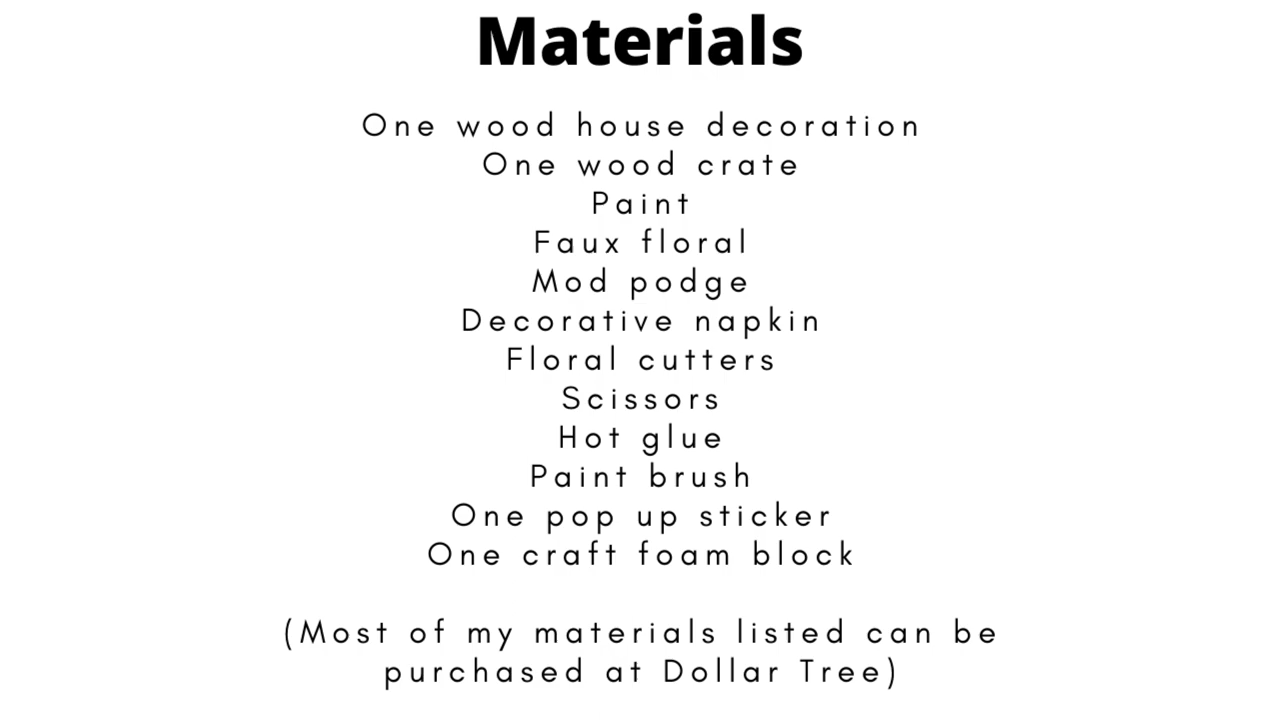 Materials
One wood house decoration
One wood crate
Paint
Faux floral
Mod podge
Decorative napkin
Floral cutters
Scissors
Hot glue
Paint brush
One pop up sticker
One craft foam block
(Most of my materials listed can be
purchased at Dollar Tree)